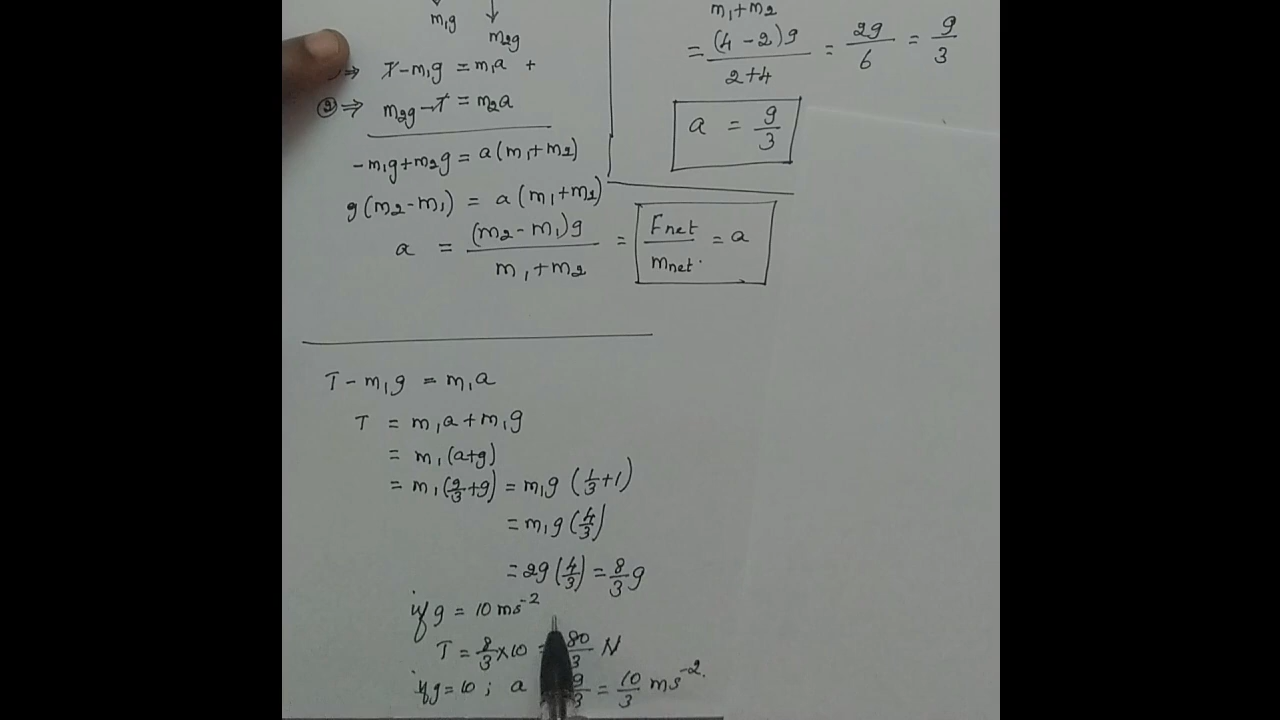 m₁g
m₂g
⇒ T-m₁g = m₁a +
② ⇒ m₂g-T = m₂a
-m₁g+m₂g = a(m₁+m₂)
g(m₂-m₁) = a(m₁+m₂)
a = (m₂-m₁)g / m₁+m₂ = Fnet / mnet. = a
m₁+m₂
= (4-2)g / 2+4 = 2g/6 = g/3
a = g/3
T-m₁g = m₁a
T = m₁a+m₁g
= m₁(a+g)
= m₁(g/3+g) = m₁g (1/3+1)
= m₁g (4/3)
= 2g (4/3) = 8/3 g
if g = 10 ms⁻²
T = 8/3 × 10 = 80/3 N
if g = 10 ; a g/3 = 10/3 ms⁻².